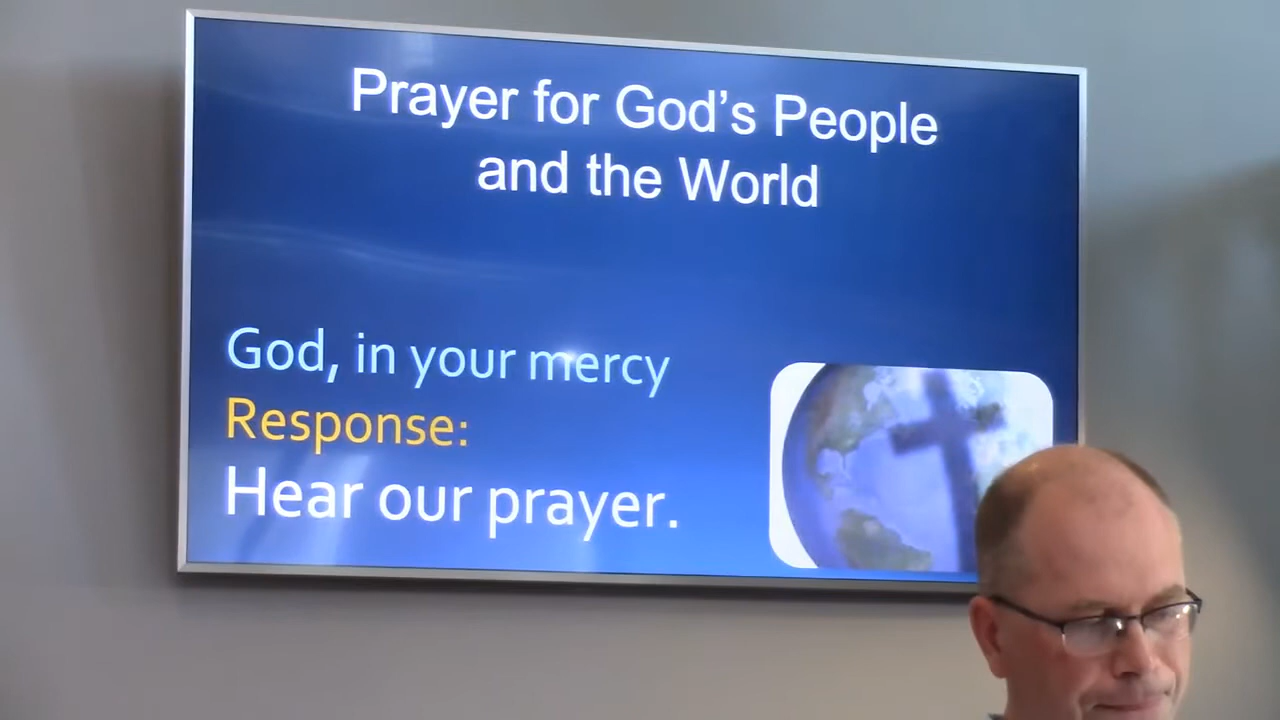 Prayer for God’s People
and the World
God, in your mercy
Response:
Hear our prayer.